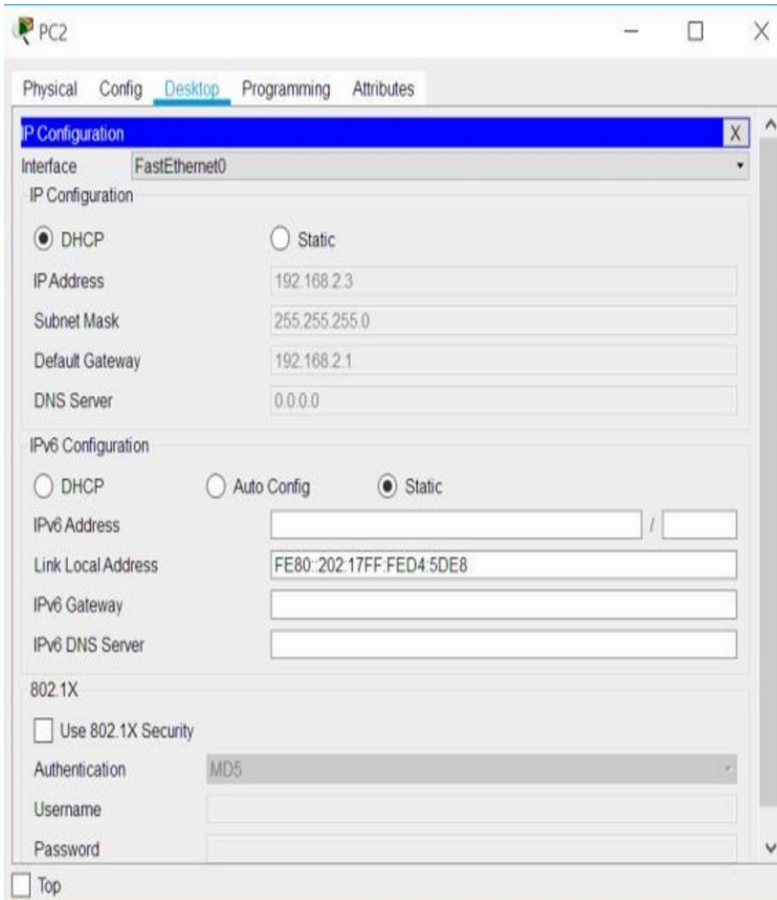 PC2
Physical Config Desktop Programming Attributes
IP Configuration X
Interface FastEthernet0
IP Configuration
DHCP Static
IP Address 192.168.2.3
Subnet Mask 255.255.255.0
Default Gateway 192.168.2.1
DNS Server 0.0.0.0
IPv6 Configuration
DHCP Auto Config Static
IPv6 Address /
Link Local Address FE80::202:17FF:FED4:5DE8
IPv6 Gateway
IPv6 DNS Server
802.1X
Use 802.1X Security
Authentication MD5
Username
Password
Top